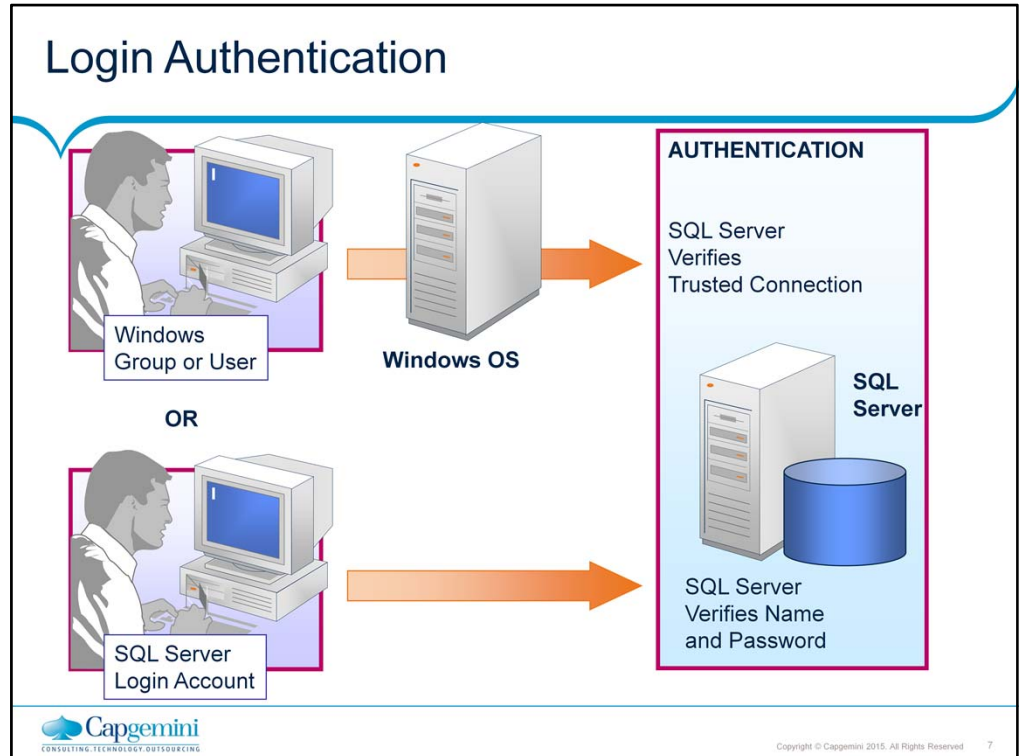 Login Authentication
Windows
Group or User
Windows OS
OR
SQL Server
Login Account
AUTHENTICATION
SQL Server
Verifies
Trusted Connection
SQL
Server
SQL Server
Verifies Name
and Password
Capgemini
CONSULTING.TECHNOLOGY.OUTSOURCING
Copyright © Capgemini 2015. All Rights Reserved 7